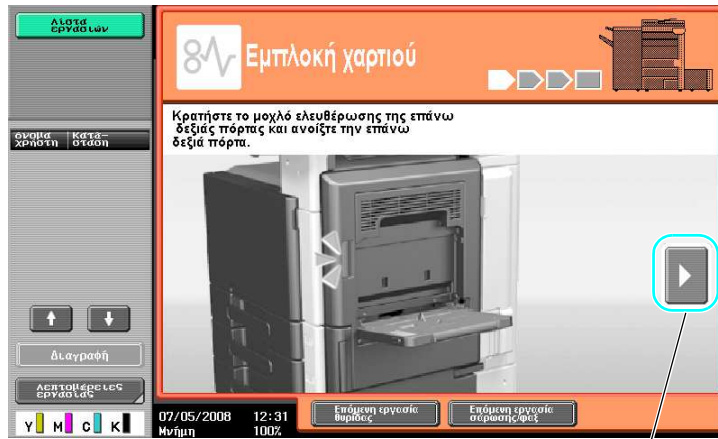 Λίστα
εργασιών
Εμπλοκή χαρτιού
Κρατήστε το μοχλό ελευθέρωσης της επάνω
δεξιάς πόρτας και ανοίξτε την επάνω
δεξιά πόρτα.
όνομα Κατά-
χρήστη σταση
Διαγραφή
Λεπτομέρειες
εργασίας
Επόμενη εργασία
θυρίδας
Επόμενη εργασία
σάρωσης/φαξ
07/05/2008 12:31
Μνήμη 100%
Y M C K